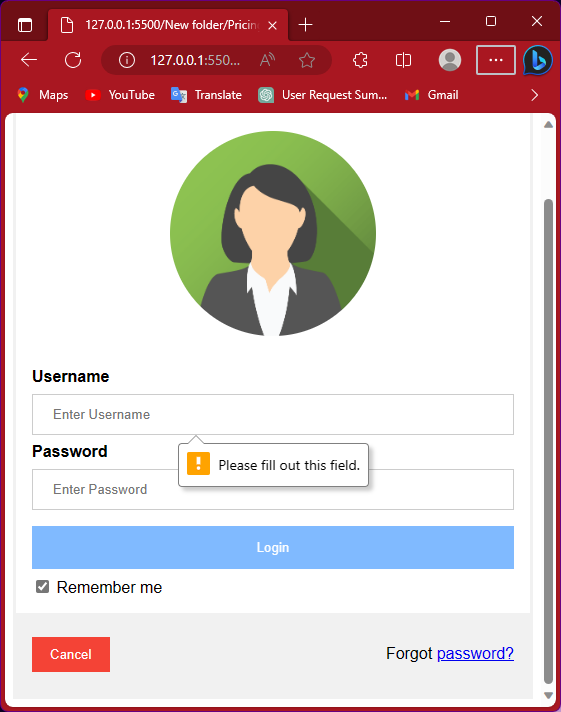 127.0.0.1:5500/New folder/Pricin
127.0.0.1:550...
Maps YouTube Translate User Request Sum... Gmail
Username
Enter Username
Password
Please fill out this field.
Enter Password
Login
Remember me
Cancel Forgot password?